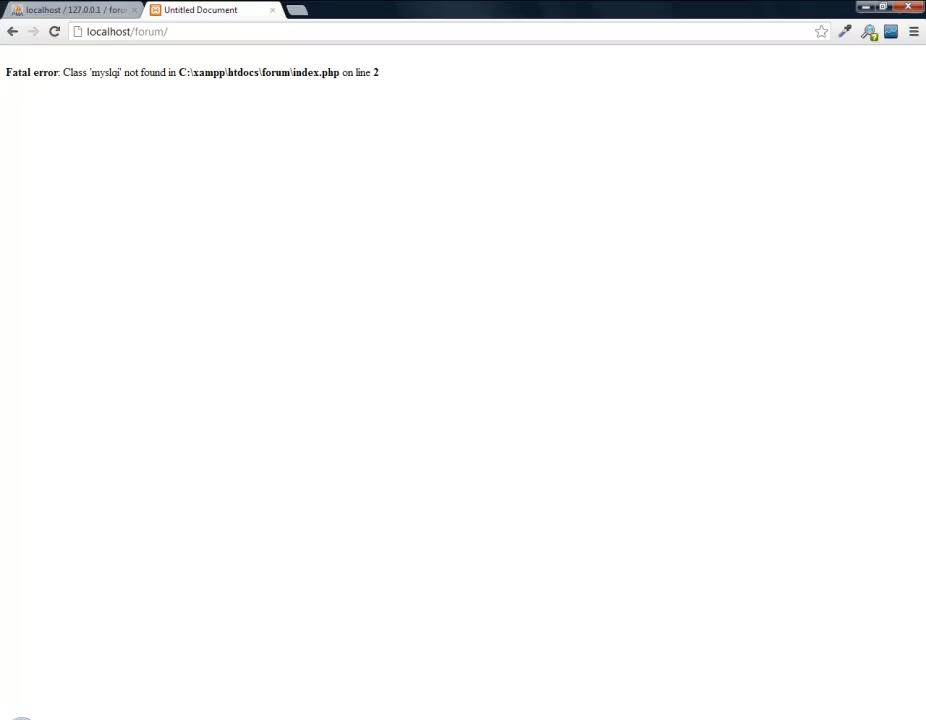 localhost / 127.0.0.1 / foru
Untitled Document
localhost/forum/
Fatal error: Class 'myslqi' not found in C:\xampp\htdocs\forum\index.php on line 2